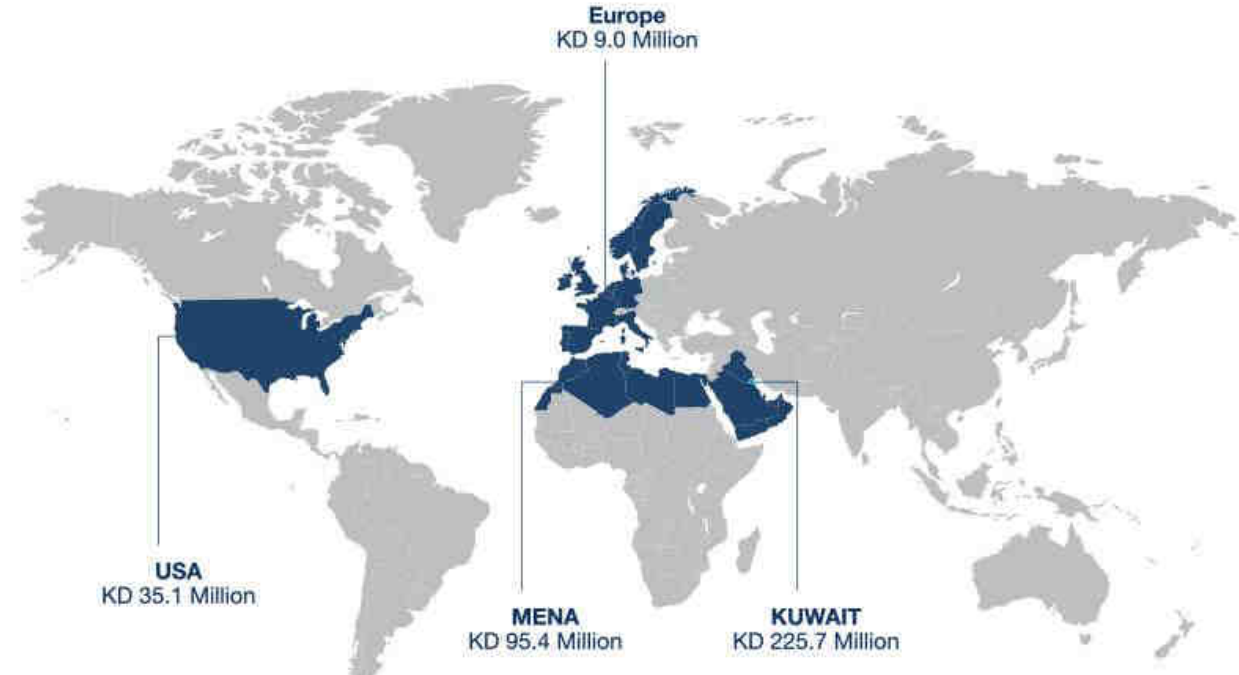 Europe
KD 9.0 Million
USA
KD 35.1 Million
MENA
KD 95.4 Million
KUWAIT
KD 225.7 Million